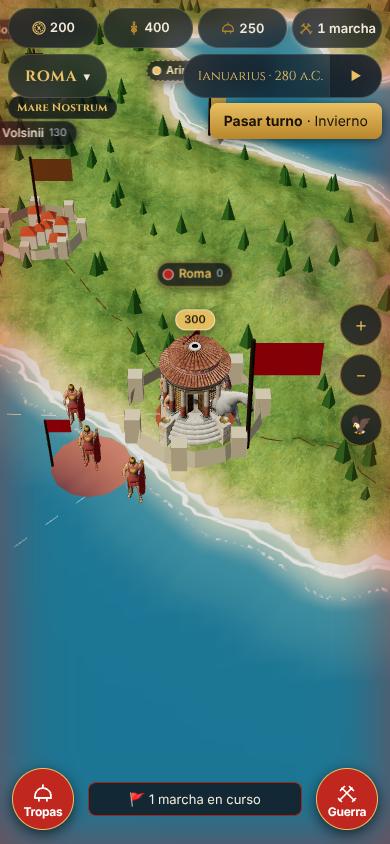 200
400
250
1 marcha
ROMA
IANUARIUS · 280 A.C.
MARE NOSTRUM
Pasar turno · Invierno
Volsinii 130
Roma 0
300
+
−
Tropas
1 marcha en curso
Guerra